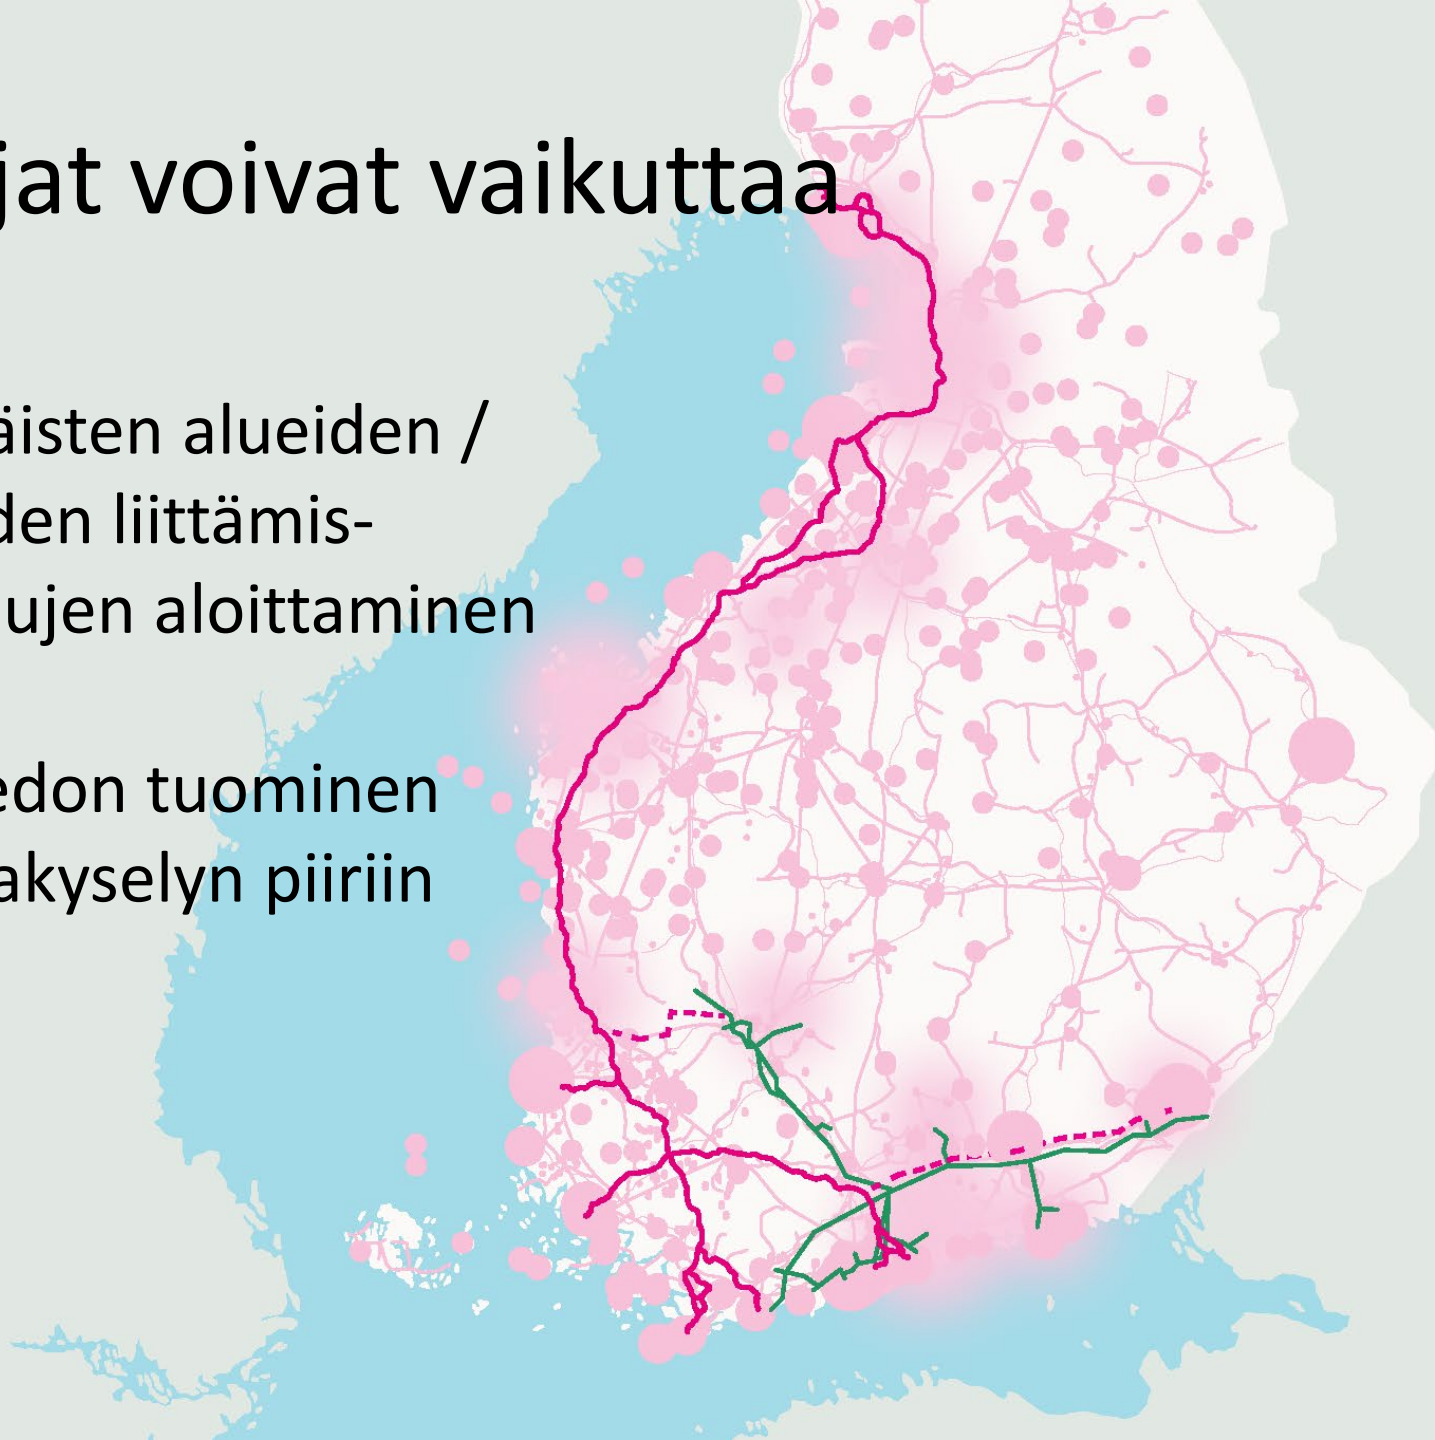 jat voivat vaikuttaa
äisten alueiden /
den liittämis-
ujen aloittaminen
edon tuominen
akyselyn piiriin